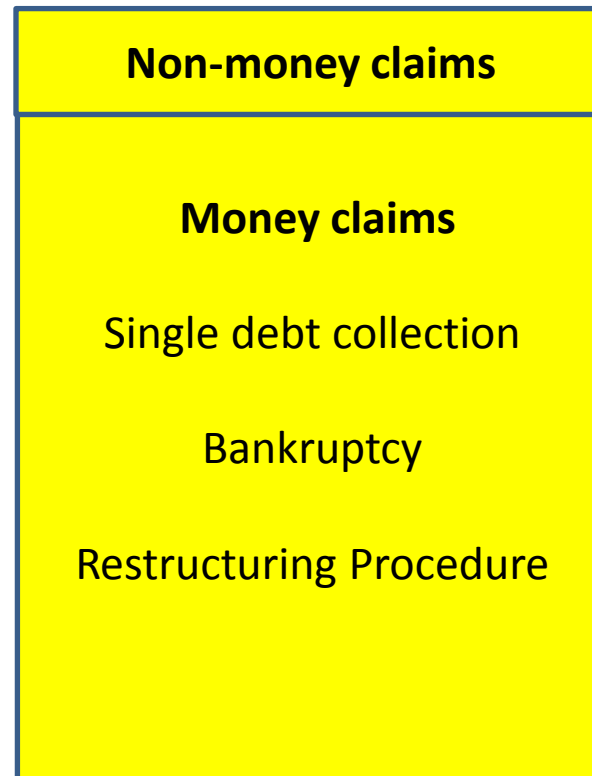 Non-money claims
Money claims
Single debt collection
Bankruptcy
Restructuring Procedure